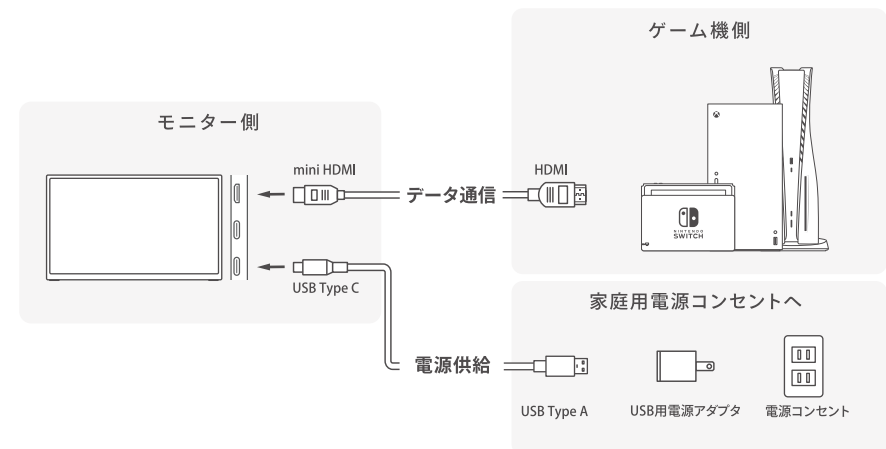 ゲーム機側
モニター側
mini HDMI
データ通信
HDMI
NINTENDO
SWITCH
USB Type C
家庭用電源コンセントへ
電源供給
USB Type A
USB用電源アダプタ
電源コンセント